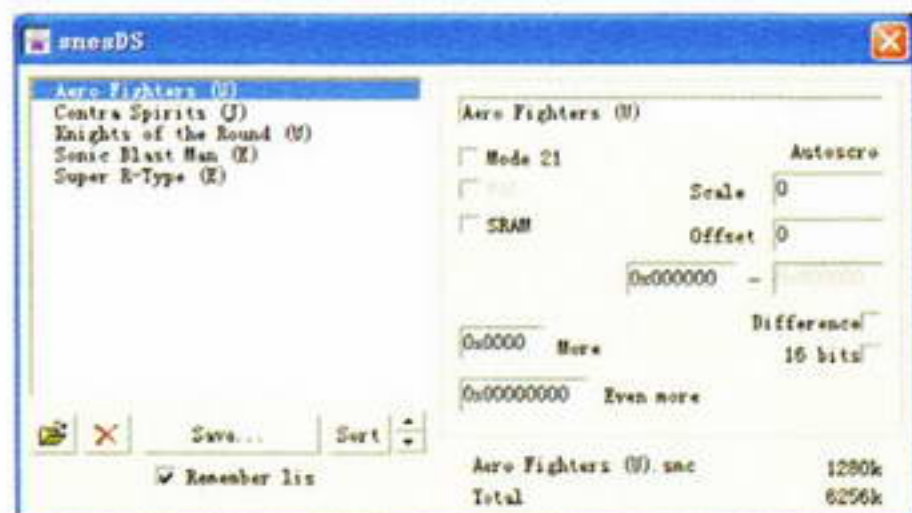 snesDS
Aero Fighters (U)
Contra Spirits (J)
Knights of the Round (U)
Sonic Blast Man (E)
Super R-Type (E)
Save...
Sort
Remember lis
Aero Fighters (U)
Mode 21
SRAM
Autoscro
Scale 0
Offset 0
0x000000 -
0x0000 More
Difference
16 bits
0x00000000 Even more
Aero Fighters (U).smc 1280k
Total 6256k